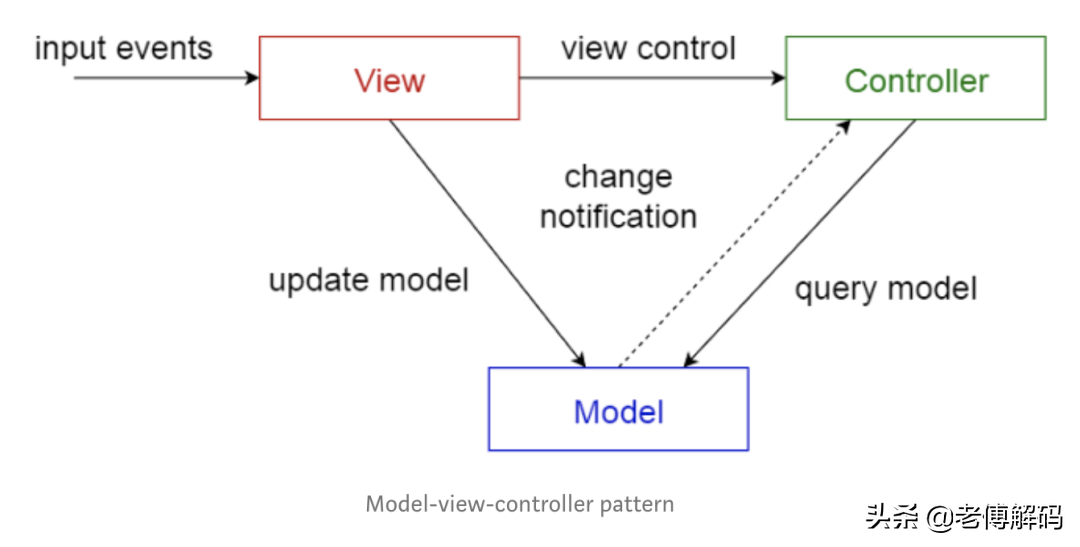 input events
View
view control
Controller
change
notification
update model
query model
Model
Model-view-controller pattern
头条 @老傅解码